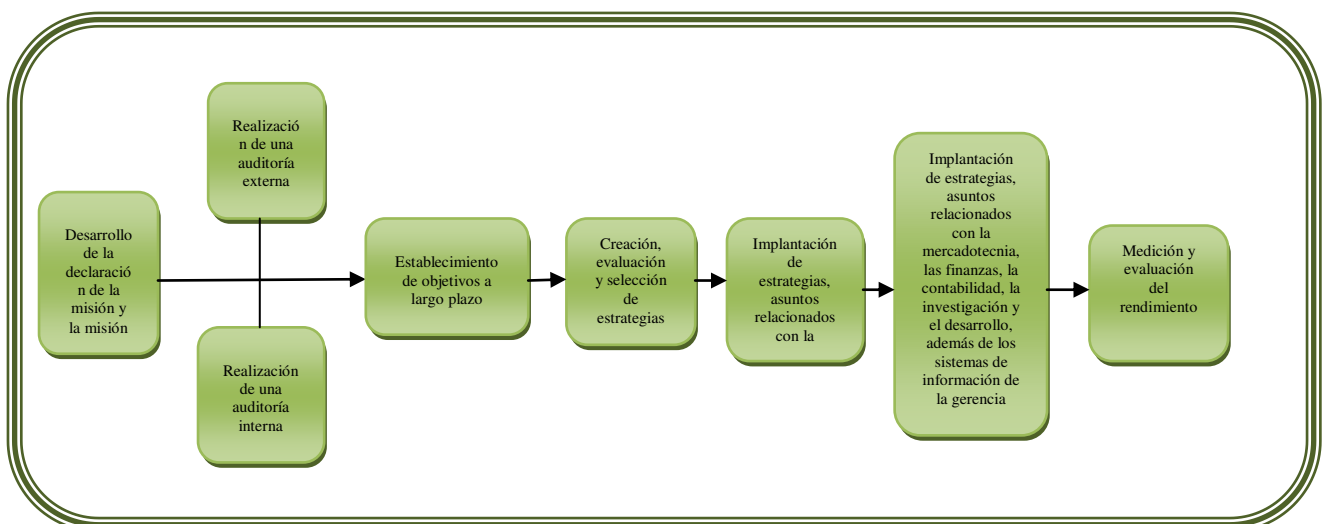 Desarrollo
de la
declaració
n de la
misión y
la misión
Realizació
n de una
auditoría
externa
Realización
de una
auditoría
interna
Establecimiento
de objetivos a
largo plazo
Creación,
evaluación
y selección
de
estrategias
Implantación
de
estrategias,
asuntos
relacionados
con la
Implantación
de estrategias,
asuntos
relacionados
con la
mercadotecnia,
las finanzas, la
contabilidad, la
investigación y
el desarrollo,
además de los
sistemas de
información de
la gerencia
Medición y
evaluación
del
rendimiento